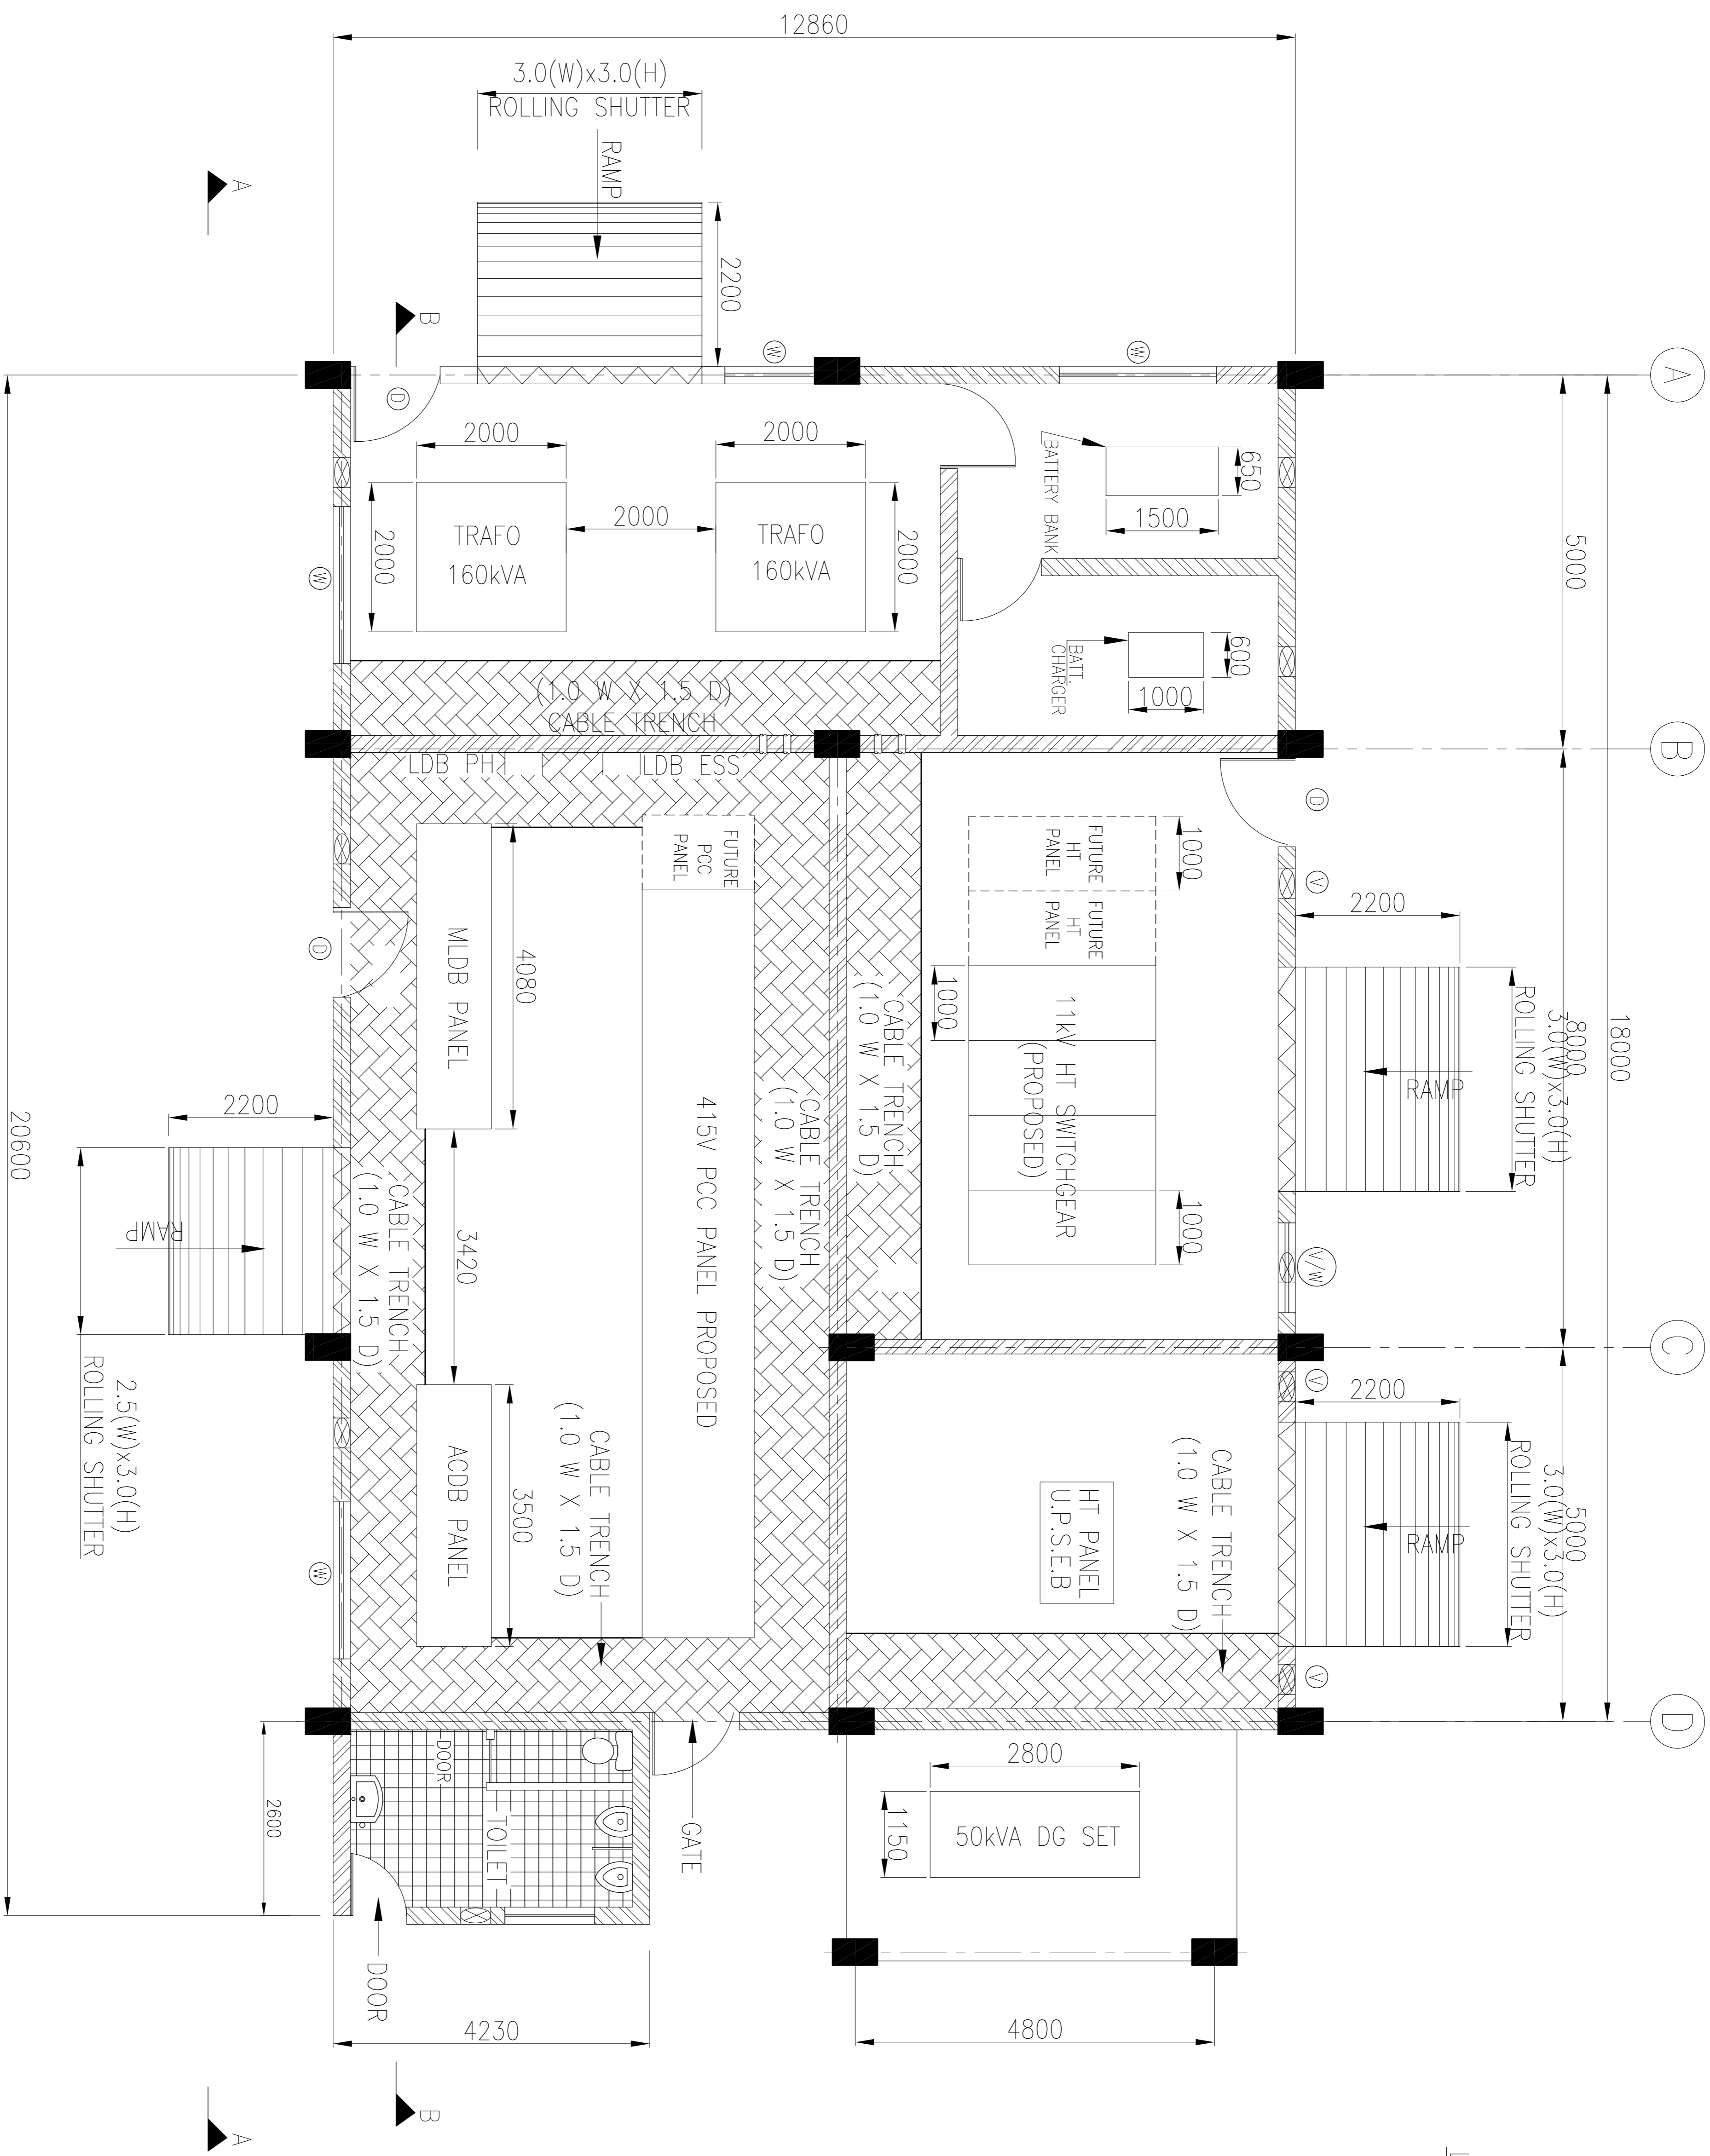 12860
3.0(W)x3.0(H)
ROLLING SHUTTER
RAMP
2200
A
B
W
W
D
2000
2000
2000
2000
2000
TRAFO
160kVA
TRAFO
160kVA
W
(1.0 W X 1.5 D)
CABLE TRENCH
BATTERY BANK
650
1500
BATT.
CHARGER
600
1000
A
B
C
D
5000
8000
5000
18000
D
V
2200
3.0(W)x3.0(H)
ROLLING SHUTTER
RAMP
V/W
V
2200
3.0(W)x3.0(H)
ROLLING SHUTTER
RAMP
V
FUTURE
HT
PANEL
1000
FUTURE
HT
PANEL
11kV HT SWITCHGEAR
(PROPOSED)
1000
1000
CABLE TRENCH
(1.0 W X 1.5 D)
HT PANEL
U.P.S.E.B
CABLE TRENCH
(1.0 W X 1.5 D)
LDB PH
LDB ESS
FUTURE
PCC
PANEL
415V PCC PANEL PROPOSED
CABLE TRENCH
(1.0 W X 1.5 D)
MLDB PANEL
4080
3420
ACDB PANEL
3500
CABLE TRENCH
(1.0 W X 1.5 D)
CABLE TRENCH
(1.0 W X 1.5 D)
D
2200
RAMP
2.5(W)x3.0(H)
ROLLING SHUTTER
W
2600
DOOR
TOILET
GATE
DOOR
2800
1150
50kVA DG SET
4230
4800
20600
B
A